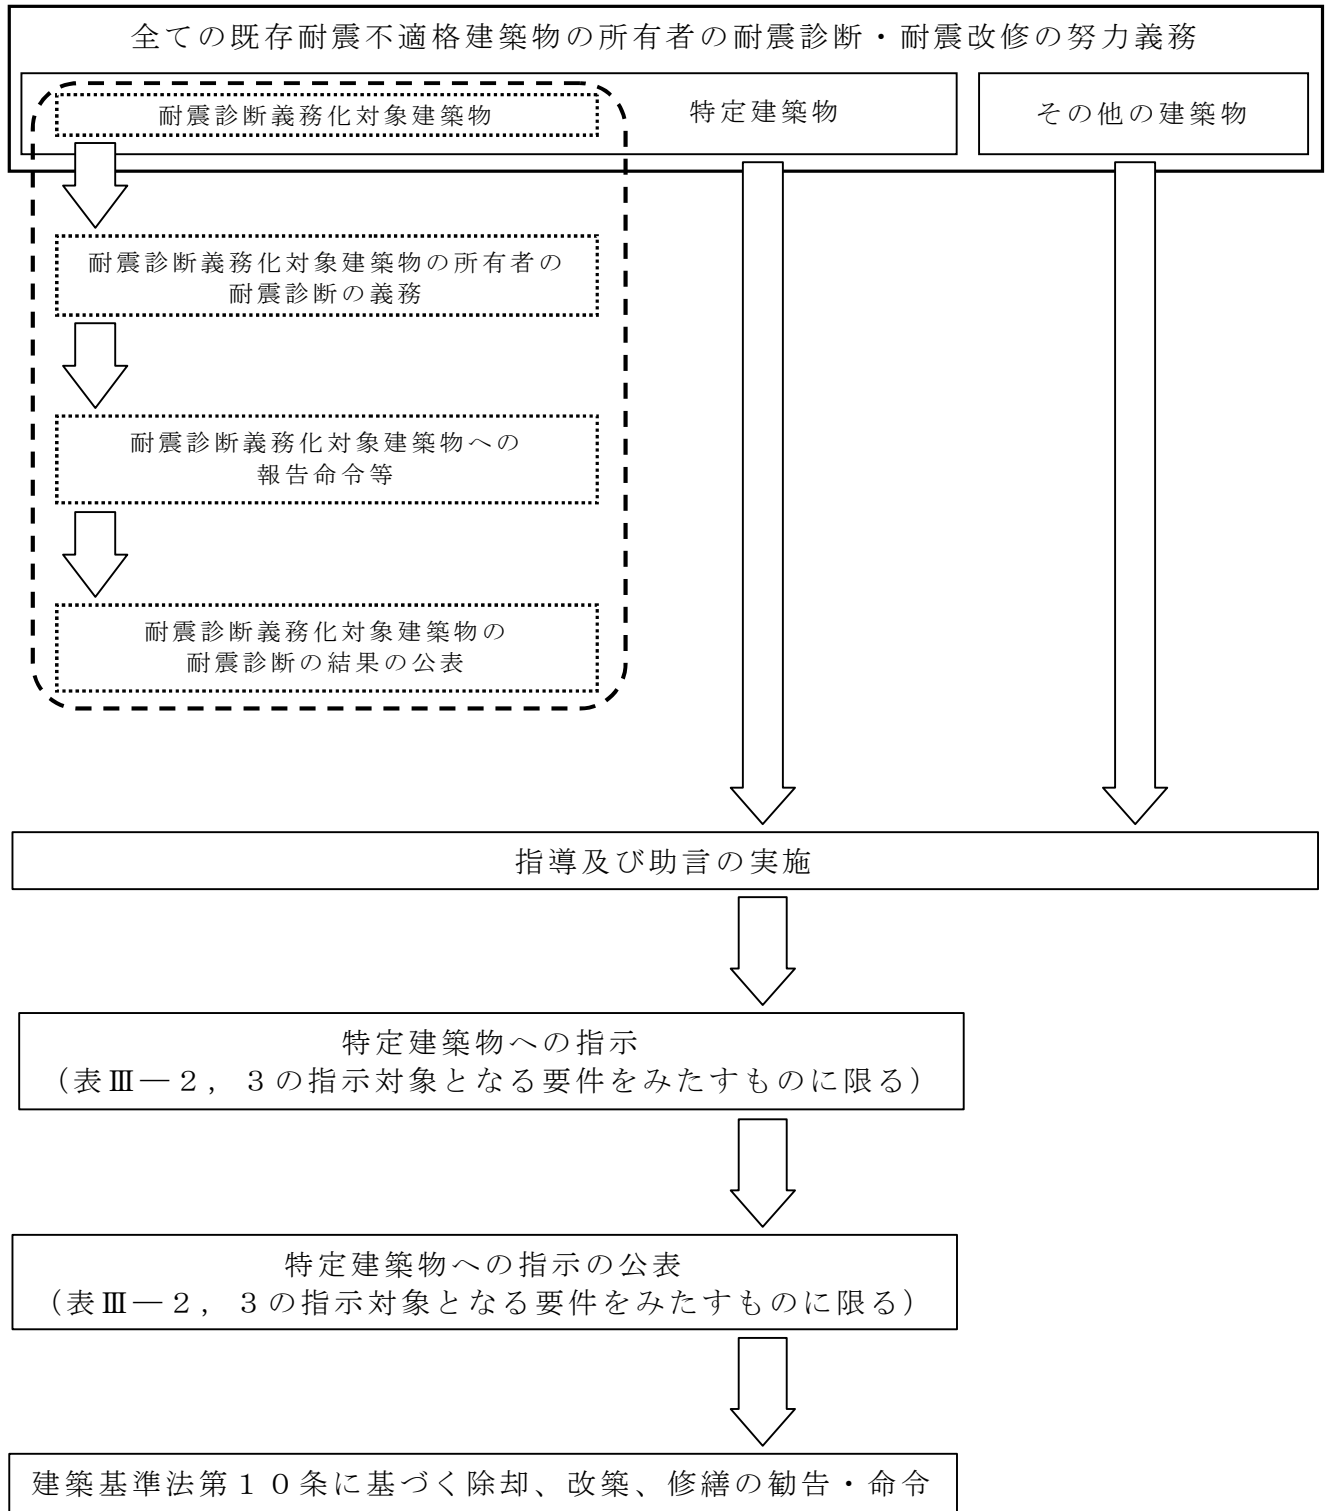 全ての既存耐震不適格建築物の所有者の耐震診断・耐震改修の努力義務
耐震診断義務化対象建築物
特定建築物
その他の建築物
耐震診断義務化対象建築物の所有者の
耐震診断の義務
耐震診断義務化対象建築物への
報告命令等
耐震診断義務化対象建築物の
耐震診断の結果の公表
指導及び助言の実施
特定建築物への指示
（表Ⅲ―２，３の指示対象となる要件をみたすものに限る）
特定建築物への指示の公表
（表Ⅲ―２，３の指示対象となる要件をみたすものに限る）
建築基準法第１０条に基づく除却、改築、修繕の勧告・命令